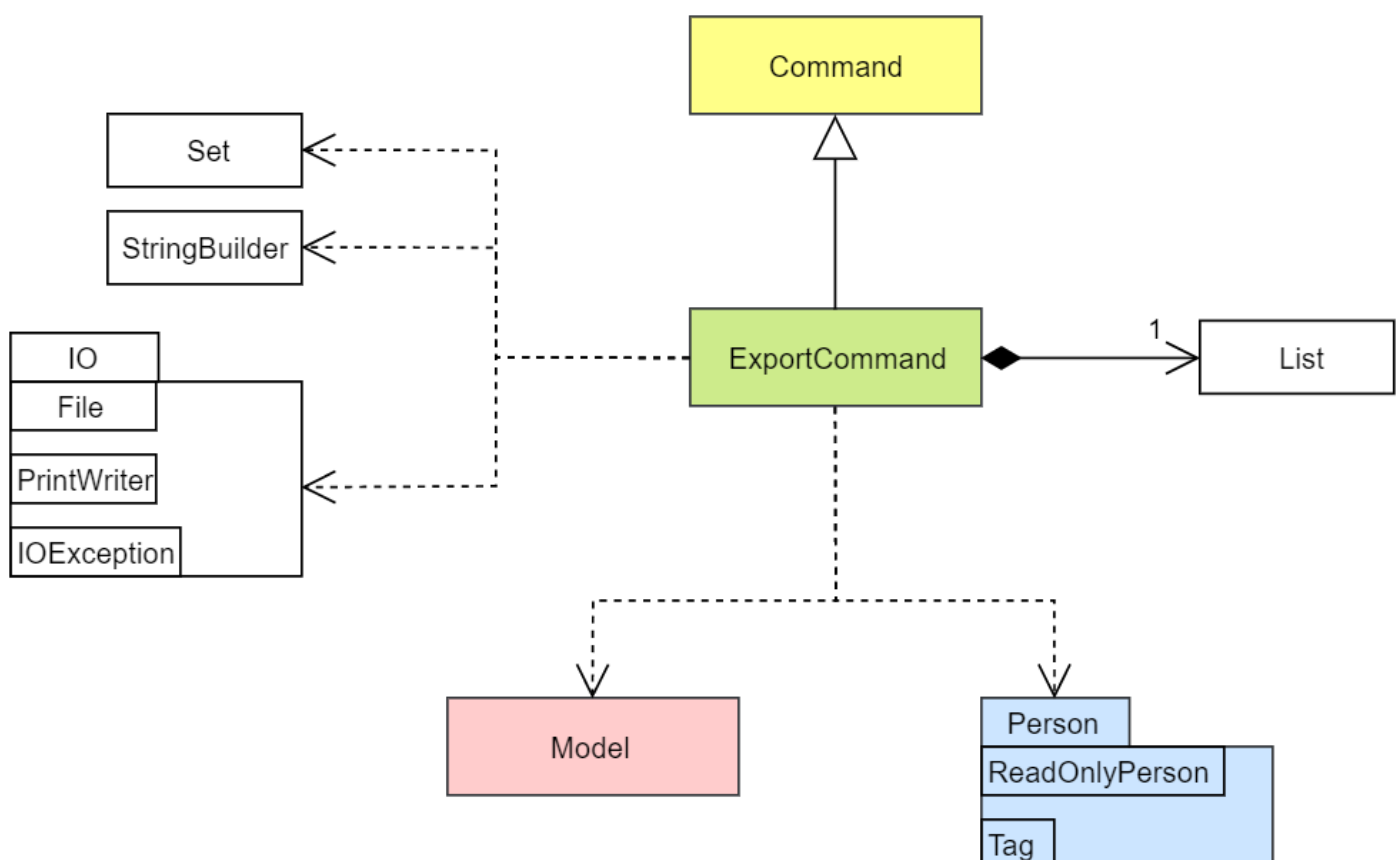 Command
Set
StringBuilder
IO
File
PrintWriter
IOException
ExportCommand
1
List
Model
Person
ReadOnlyPerson
Tag